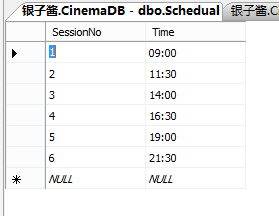 银子酱.CinemaDB - dbo.Schedual 银子酱.C
SessionNo Time
1 09:00
2 11:30
3 14:00
4 16:30
5 19:00
6 21:30
NULL NULL